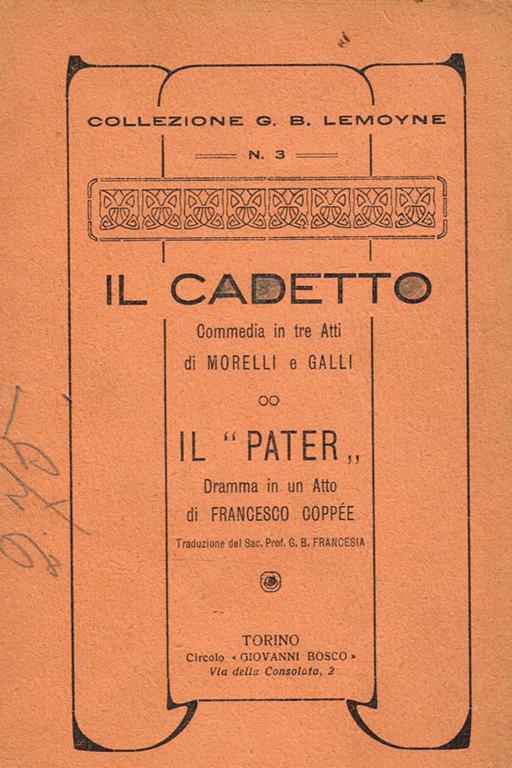 COLLEZIONE G. B. LEMOYNE
N. 3
IL CADETTO
Commedia in tre Atti
di MORELLI e GALLI
IL “ PATER „
Dramma in un Atto
di FRANCESCO COPPÉE
Traduzione del Sac. Prof. G. B. FRANCESIA
TORINO
Circolo « GIOVANNI BOSCO »
Via della Consolata, 2